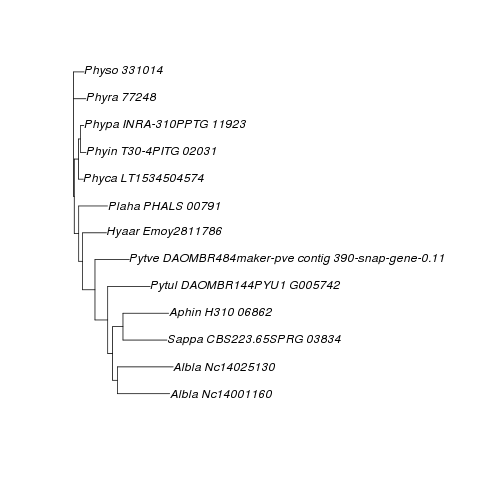 Physo 331014
Phyra 77248
Phypa INRA-310PPTG 11923
Phyin T30-4PITG 02031
Phyca LT1534504574
Plaha PHALS 00791
Hyaar Emoy2811786
Pytve DAOMBR484maker-pve contig 390-snap-gene-0.11
Pytul DAOMBR144PYU1 G005742
Aphin H310 06862
Sappa CBS223.65SPRG 03834
Albla Nc14025130
Albla Nc14001160